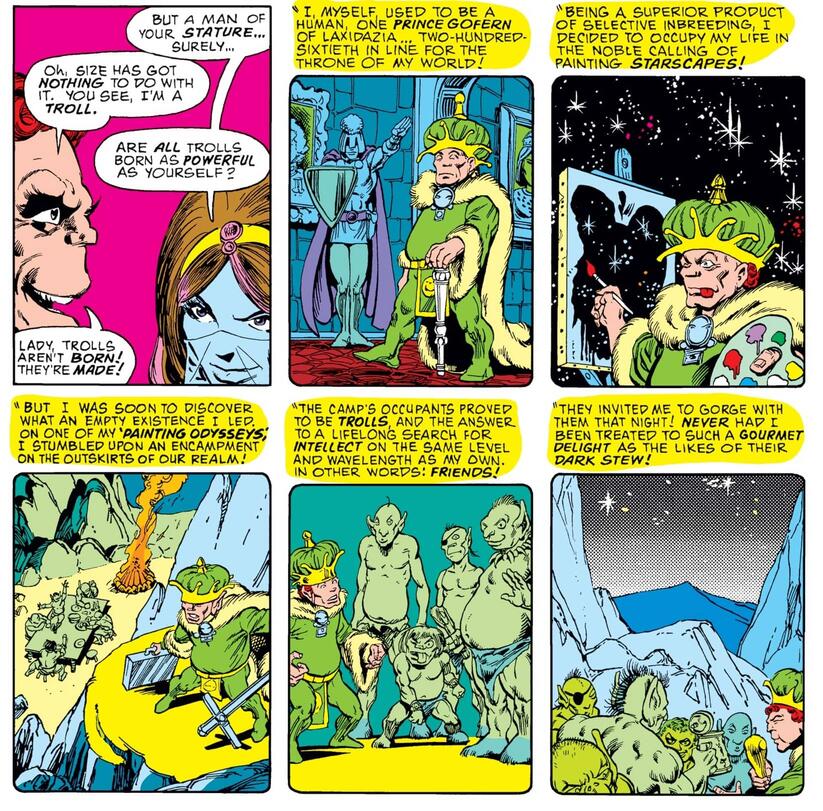 BUT A MAN OF
YOUR STATURE...
SURELY...
Oh, SIZE HAS GOT
NOTHING TO DO WITH
IT. YOU SEE, I'M A
TROLL.
ARE ALL TROLLS
BORN AS POWERFUL
AS YOURSELF?
LADY, TROLLS
AREN'T BORN!
THEY'RE MADE!
"I, MYSELF, USED TO BE A
HUMAN, ONE PRINCE GOFERN
OF LAXIDAZIA... TWO-HUNDRED-
SIXTIETH IN LINE FOR THE
THRONE OF MY WORLD!
"BEING A SUPERIOR PRODUCT
OF SELECTIVE INBREEDING, I
DECIDED TO OCCUPY MY LIFE IN
THE NOBLE CALLING OF
PAINTING STARSCAPES!
"BUT I WAS SOON TO DISCOVER
WHAT AN EMPTY EXISTENCE I LED.
ON ONE OF MY 'PAINTING ODYSSEYS,'
I STUMBLED UPON AN ENCAMPMENT
ON THE OUTSKIRTS OF OUR REALM!
"THE CAMP'S OCCUPANTS PROVED
TO BE TROLLS, AND THE ANSWER
TO A LIFELONG SEARCH FOR
INTELLECT ON THE SAME LEVEL
AND WAVELENGTH AS MY OWN.
IN OTHER WORDS: FRIENDS!
"THEY INVITED ME TO GORGE WITH
THEM THAT NIGHT! NEVER HAD I
BEEN TREATED TO SUCH A GOURMET
DELIGHT AS THE LIKES OF THEIR
DARK STEW!